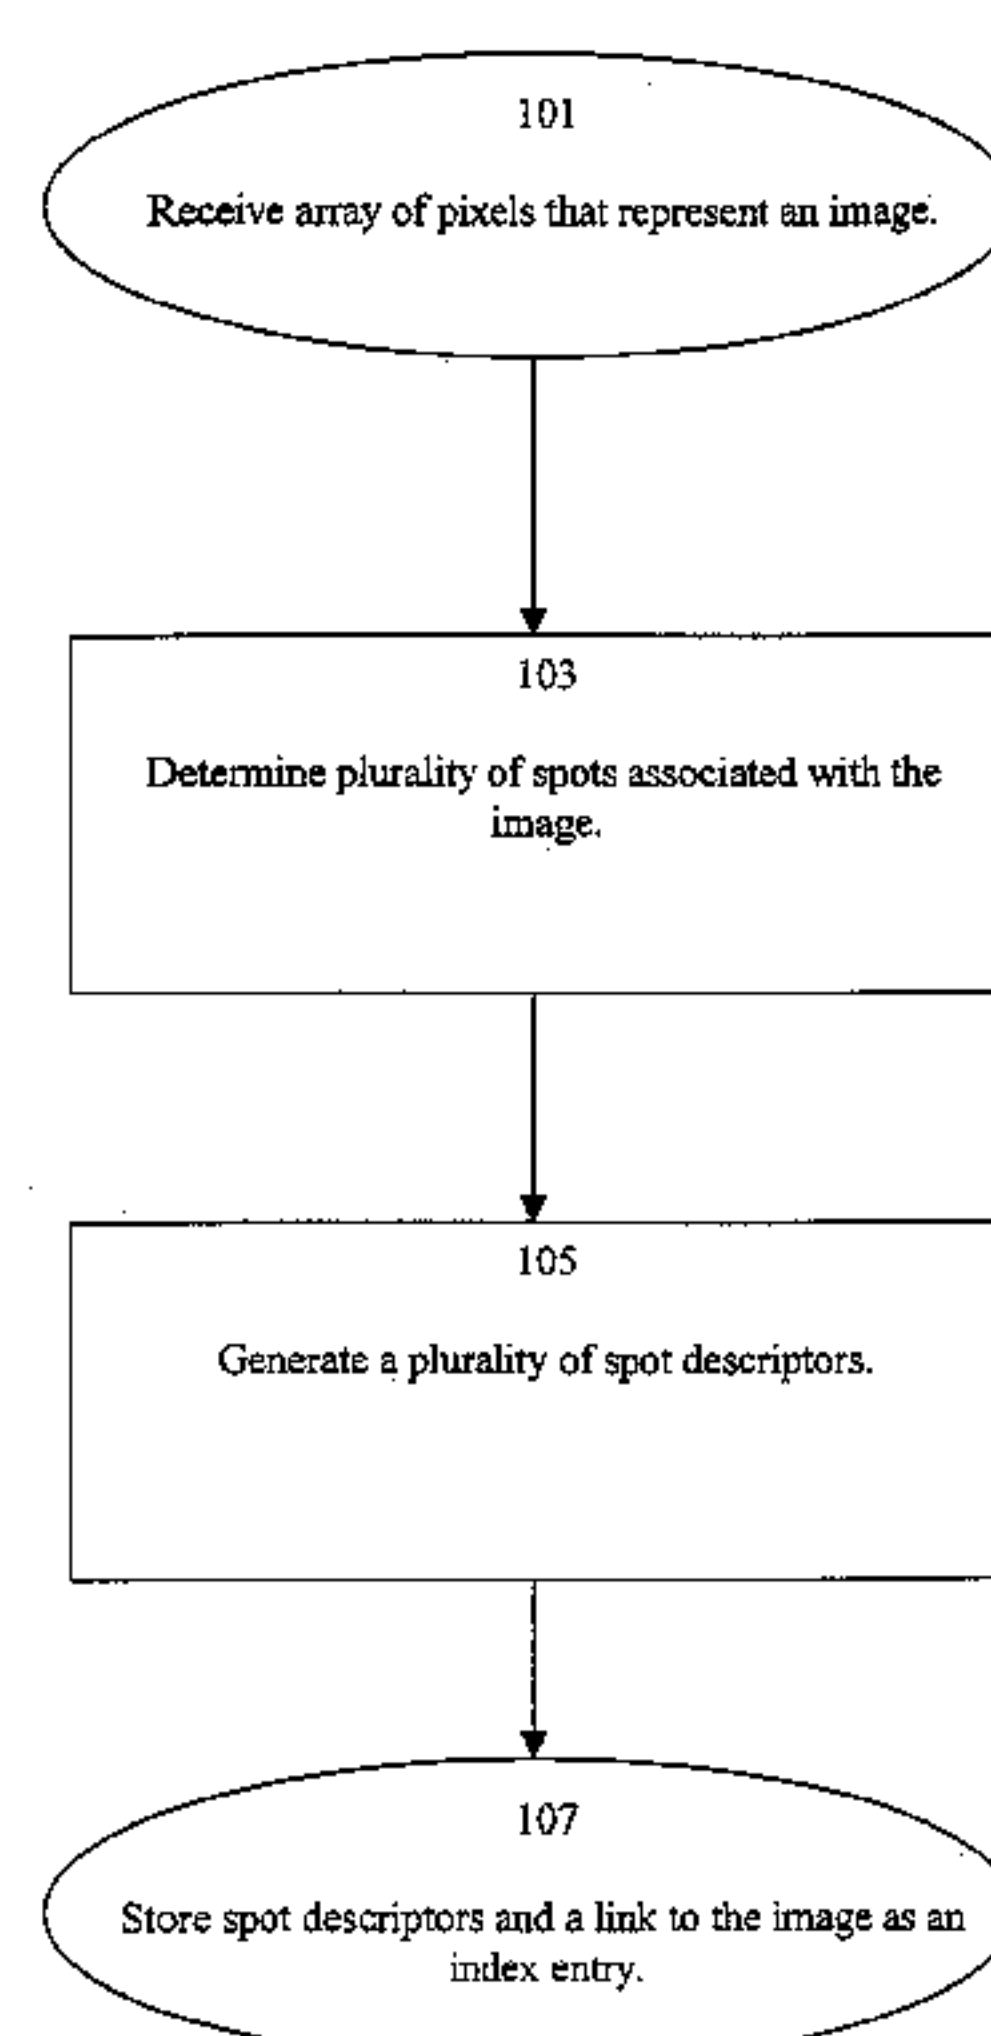 101
Receive array of pixels that represent an image.
103
Determine plurality of spots associated with the
image.
105
Generate a plurality of spot descriptors.
107
Store spot descriptors and a link to the image as an
index entry.